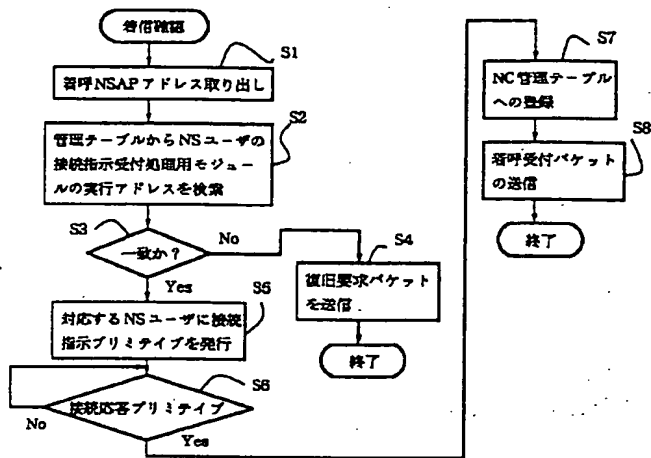 着信確認
S1
着呼NSAPアドレス取り出し
S2
管理テーブルからNSユーザの
接続指示受付処理用モジュー
ルの実行アドレスを検索
S3
一致か?
No
Yes
S4
復旧要求パケット
を送信
終了
S5
対応するNSユーザに接続
指示プリミティブを発行
S6
接続応答プリミティブ
No
Yes
S7
NC管理テーブル
への登録
S8
着呼受付パケット
の送信
終了